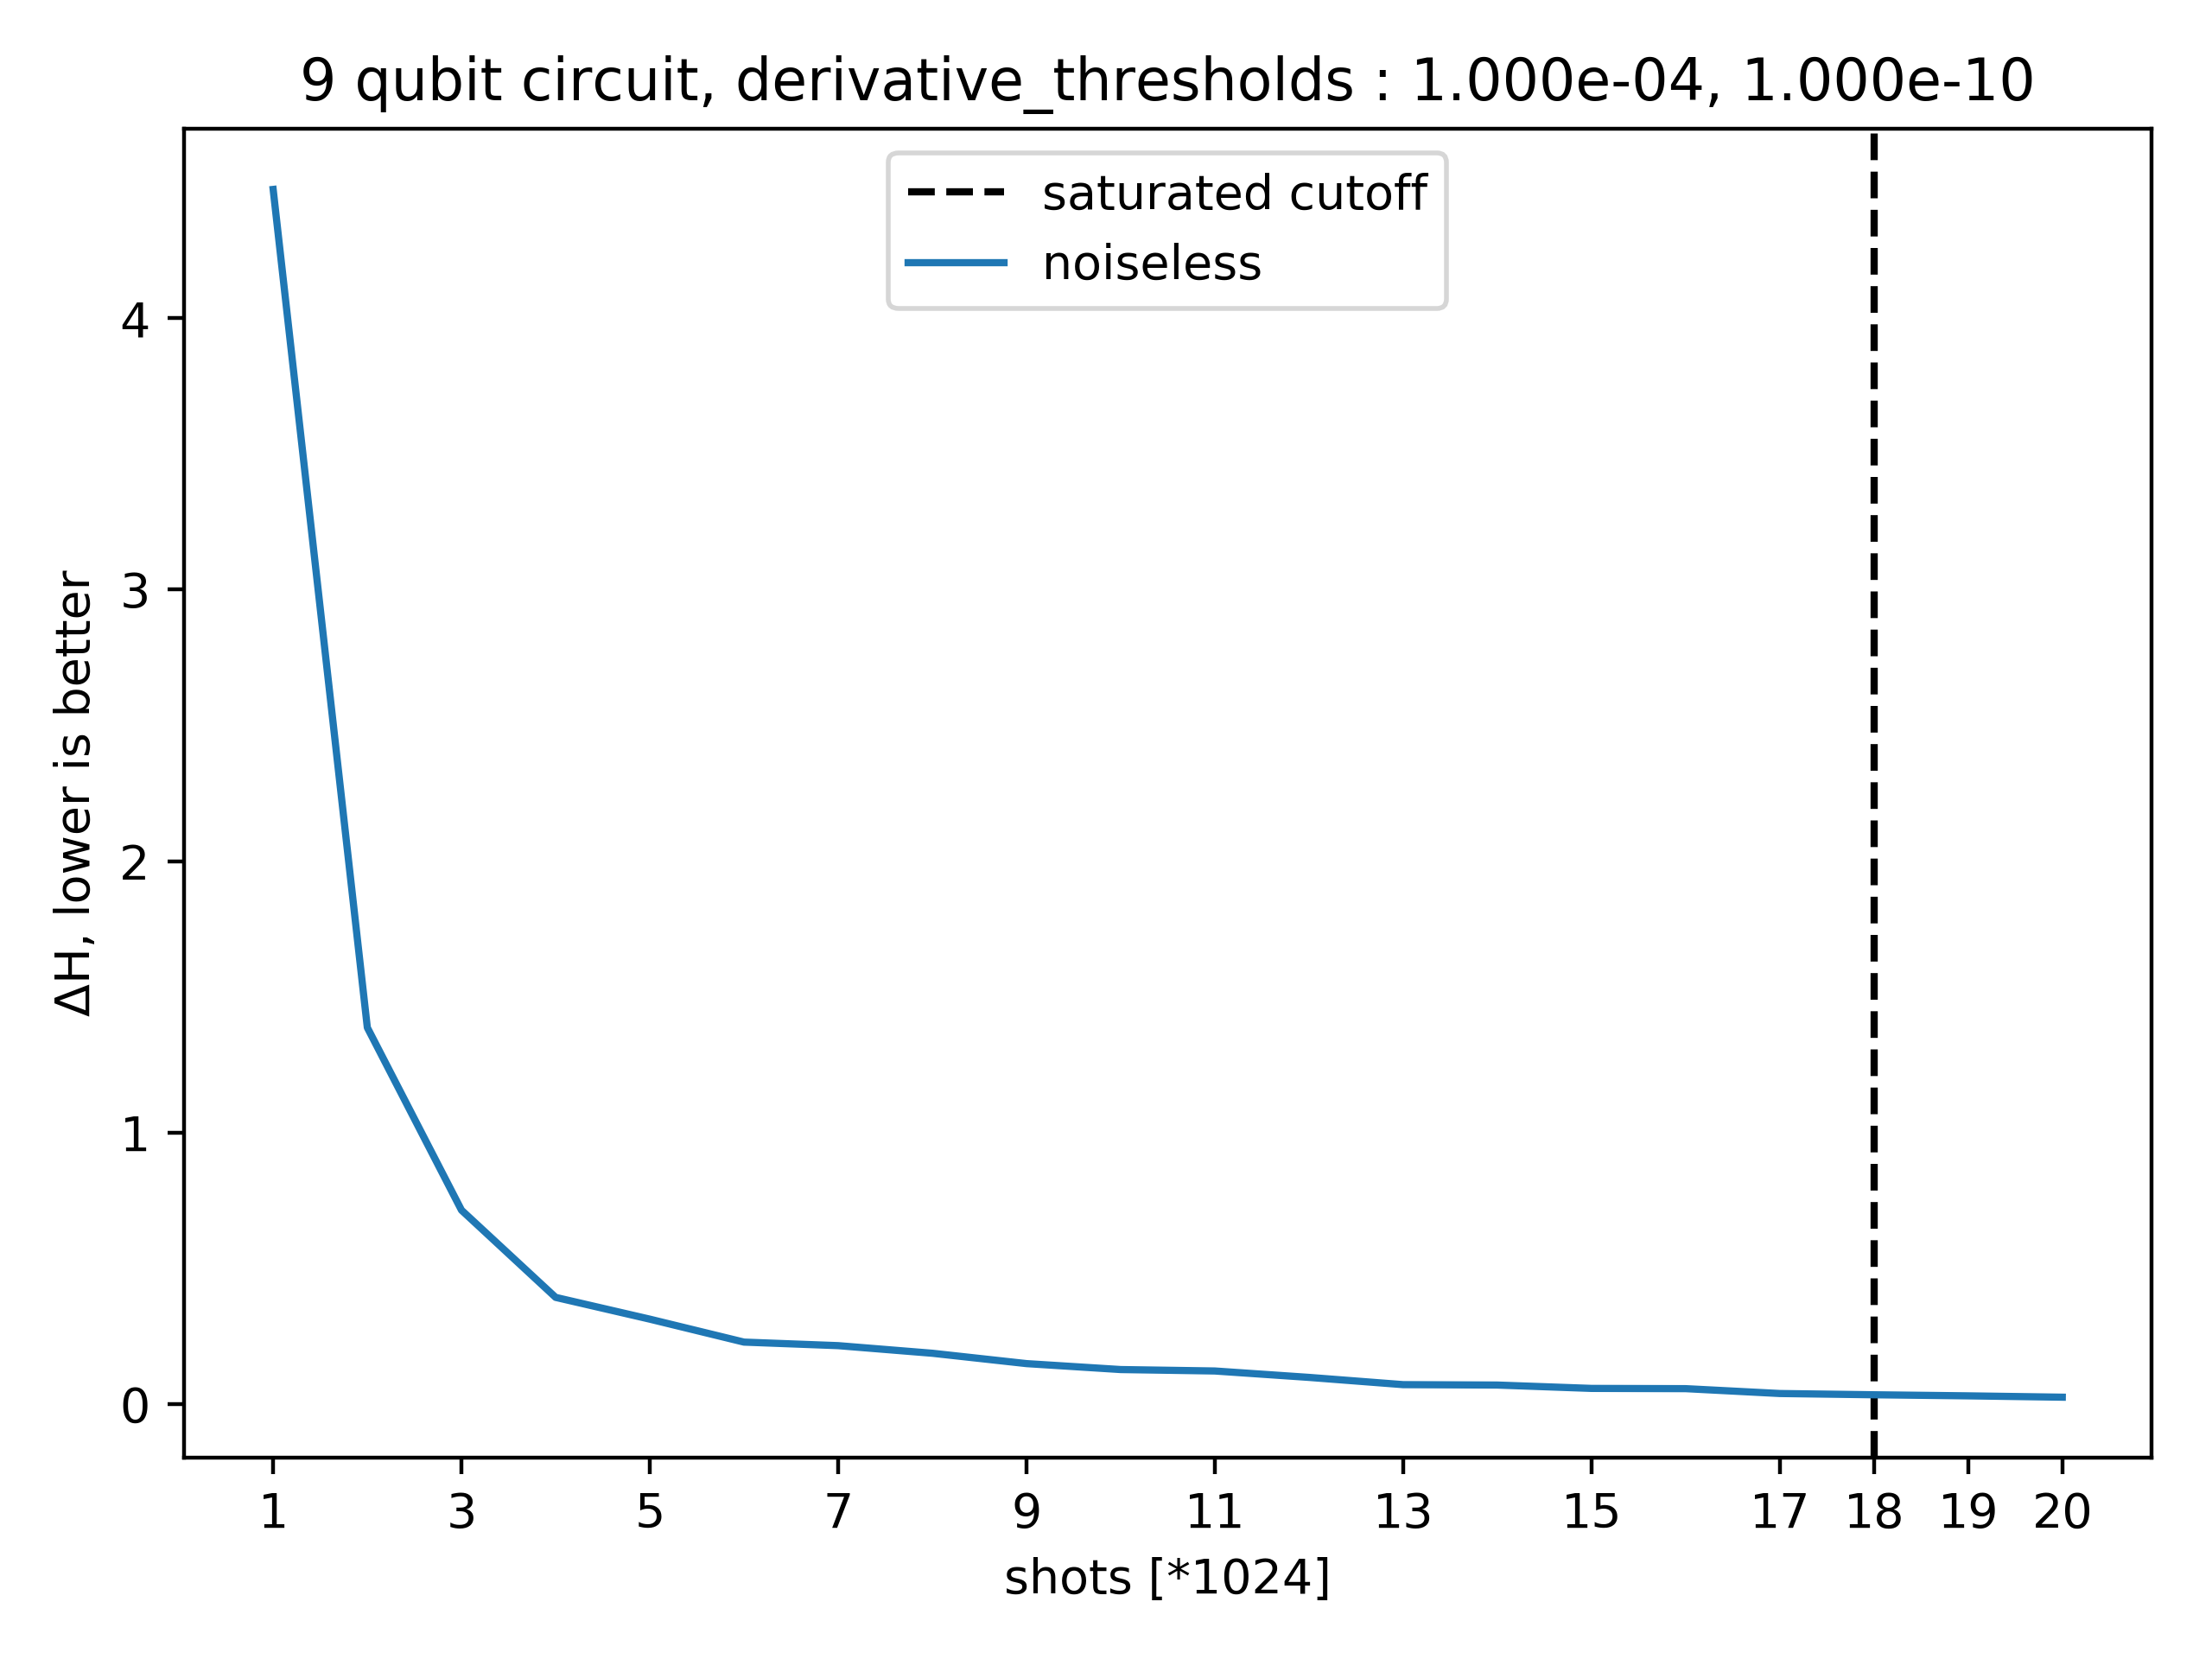 9 qubit circuit, derivative_thresholds : 1.000e-04, 1.000e-10
saturated cutoff
noiseless
ΔH, lower is better
4
3
2
1
0
1 3 5 7 9 11 13 15 17 18 19 20
shots [*1024]